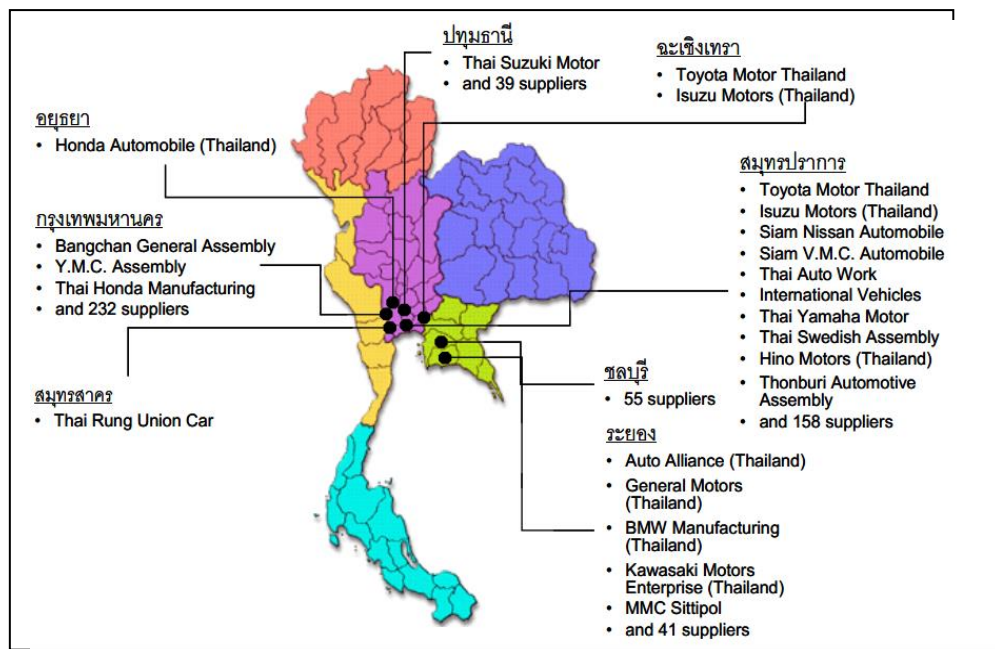 ปทุมธานี
• Thai Suzuki Motor
• and 39 suppliers
ฉะเชิงเทรา
• Toyota Motor Thailand
• Isuzu Motors (Thailand)
อยุธยา
• Honda Automobile (Thailand)
สมุทรปราการ
• Toyota Motor Thailand
• Isuzu Motors (Thailand)
• Siam Nissan Automobile
• Siam V.M.C. Automobile
• Thai Auto Work
• International Vehicles
• Thai Yamaha Motor
• Thai Swedish Assembly
• Hino Motors (Thailand)
• Thonburi Automotive
Assembly
• and 158 suppliers
กรุงเทพมหานคร
• Bangchan General Assembly
• Y.M.C. Assembly
• Thai Honda Manufacturing
• and 232 suppliers
สมุทรสาคร
• Thai Rung Union Car
ชลบุรี
• 55 suppliers
ระยอง
• Auto Alliance (Thailand)
• General Motors
(Thailand)
• BMW Manufacturing
(Thailand)
• Kawasaki Motors
Enterprise (Thailand)
• MMC Sittipol
• and 41 suppliers